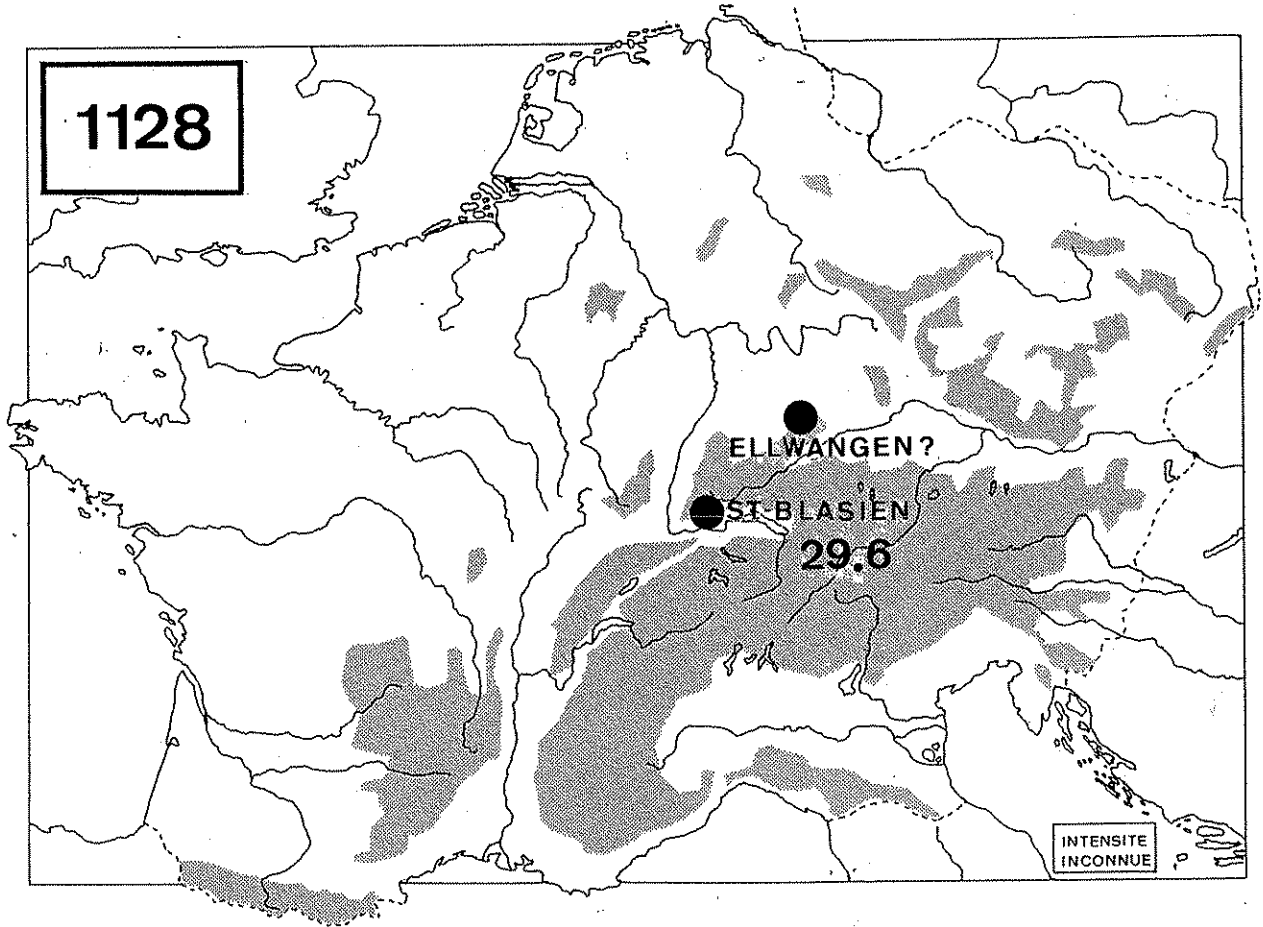 1128
ELLWANGEN?
ST-BLASIEN
29.6
INTENSITE
INCONNUE